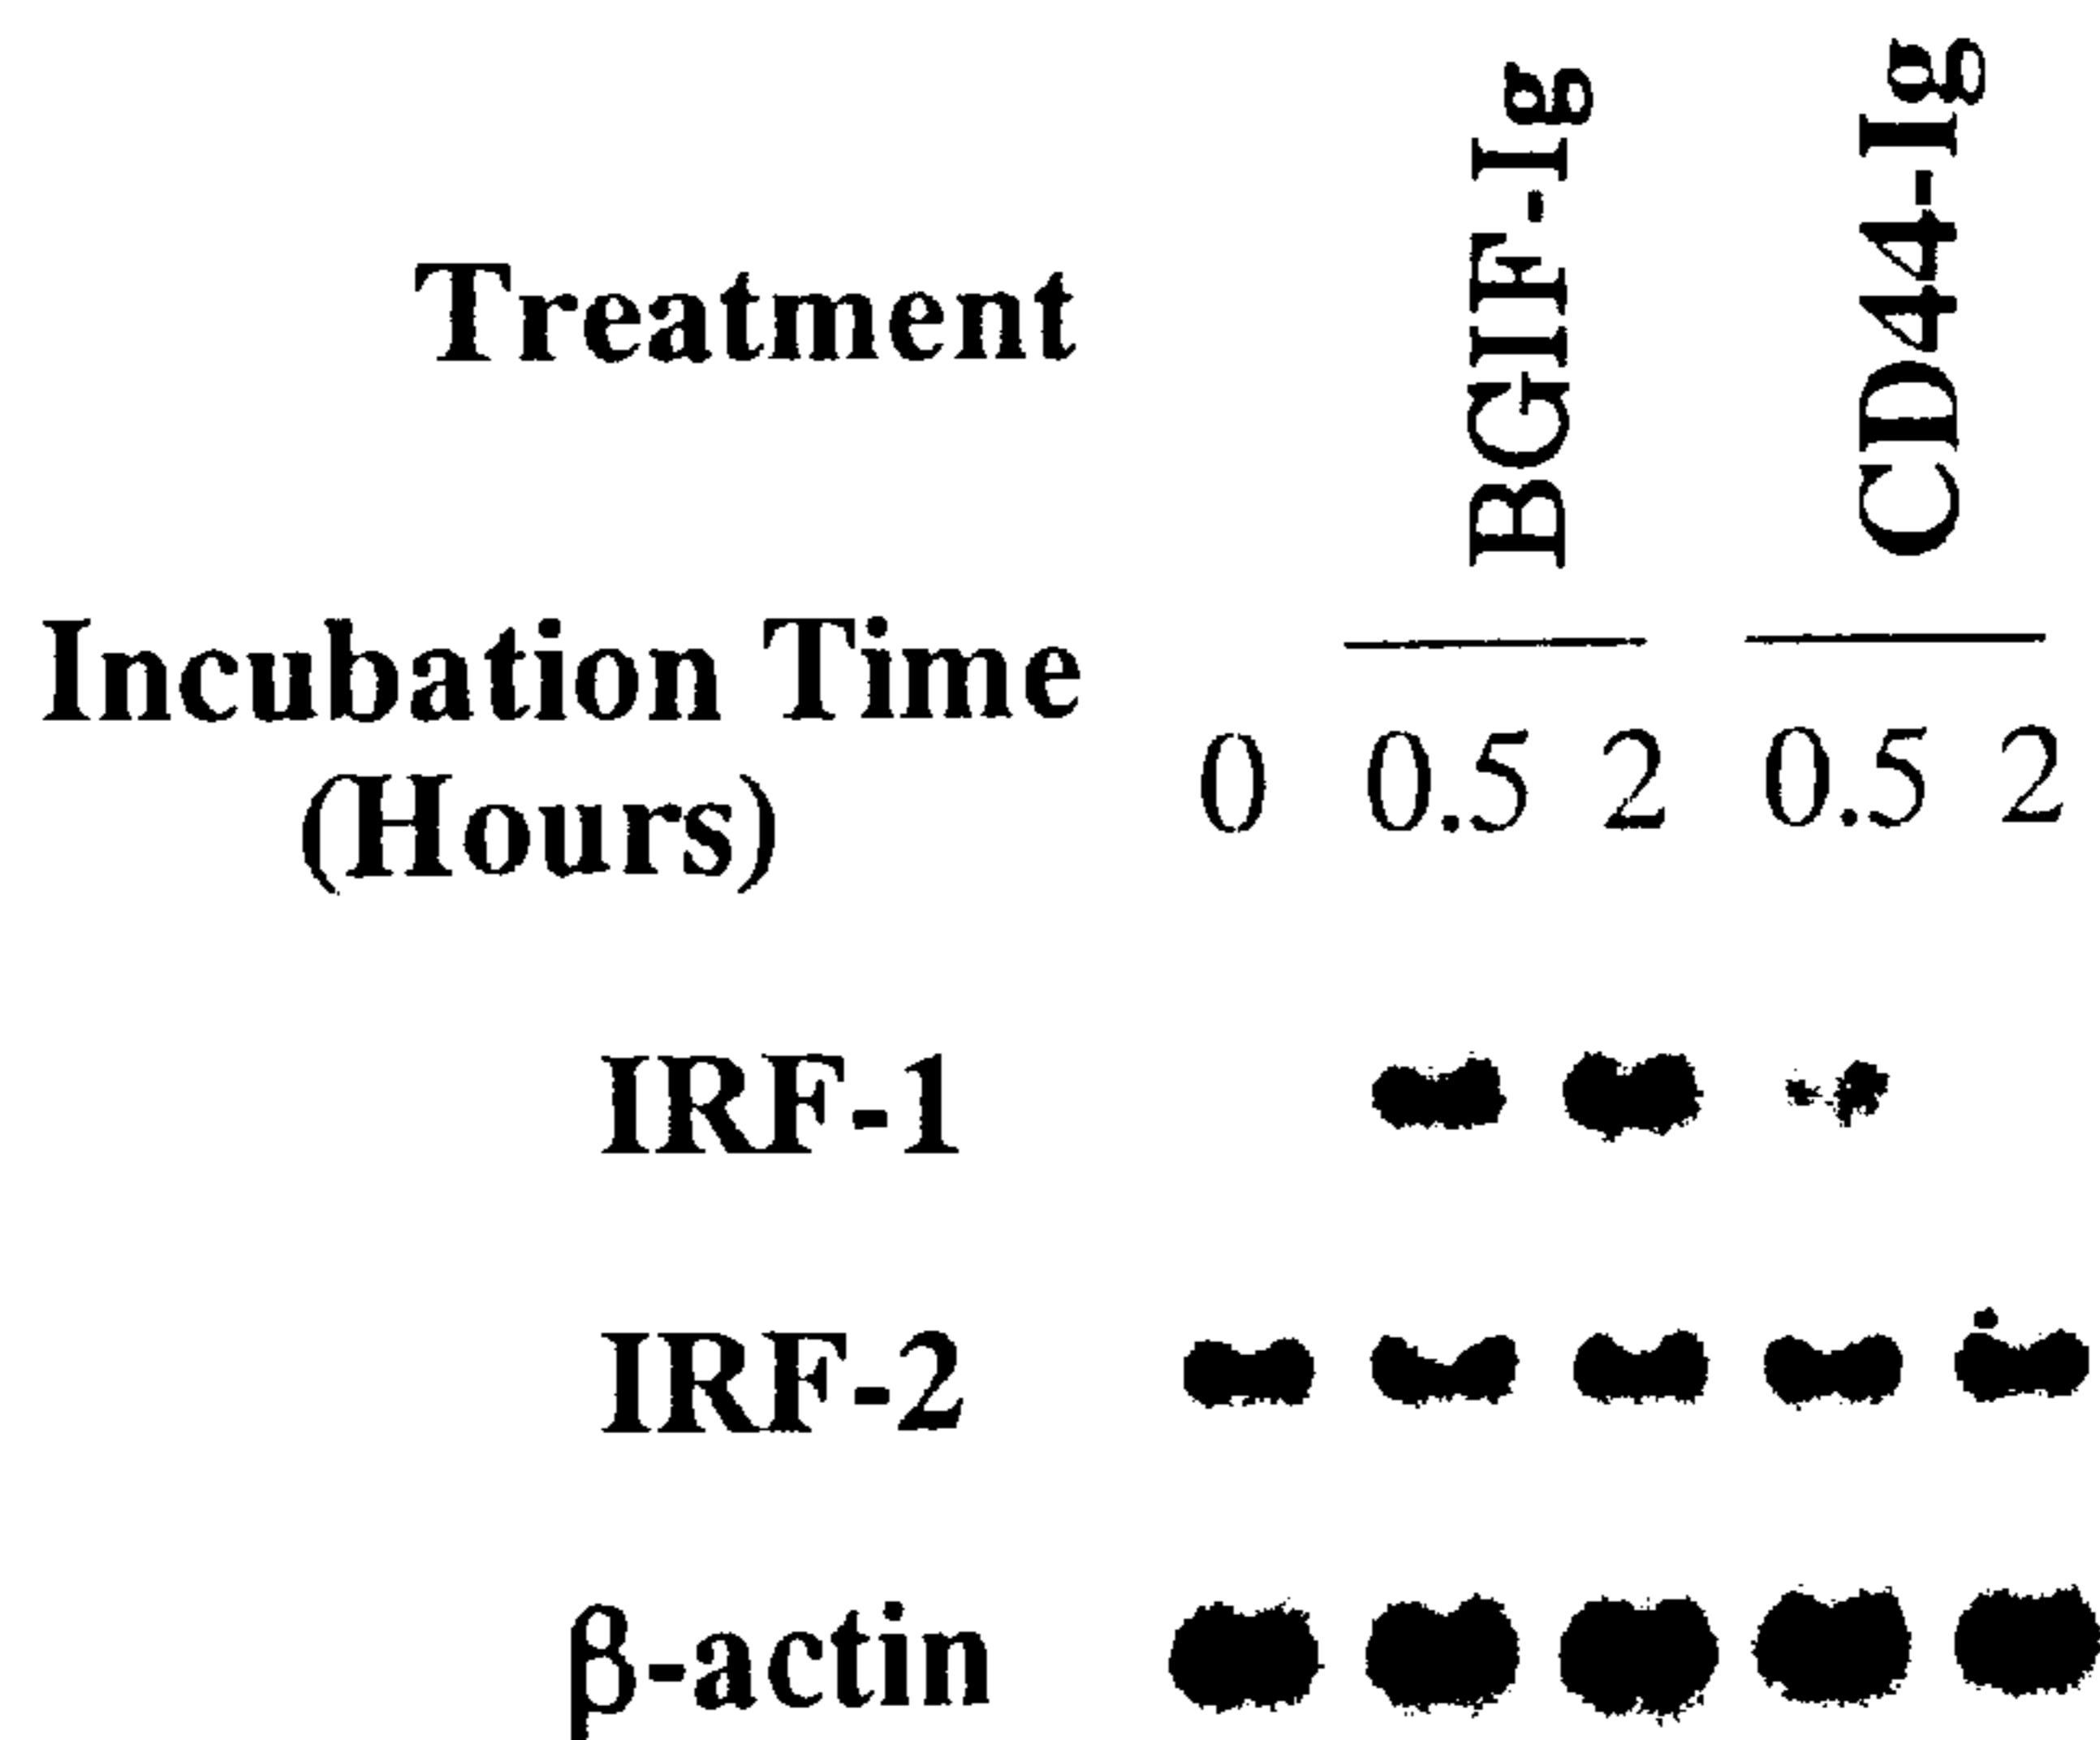 Treatment
BGIF-Ig
CD44-Ig
Incubation Time
(Hours)
0 0.5 2 0.5 2
IRF-1
IRF-2
β-actin